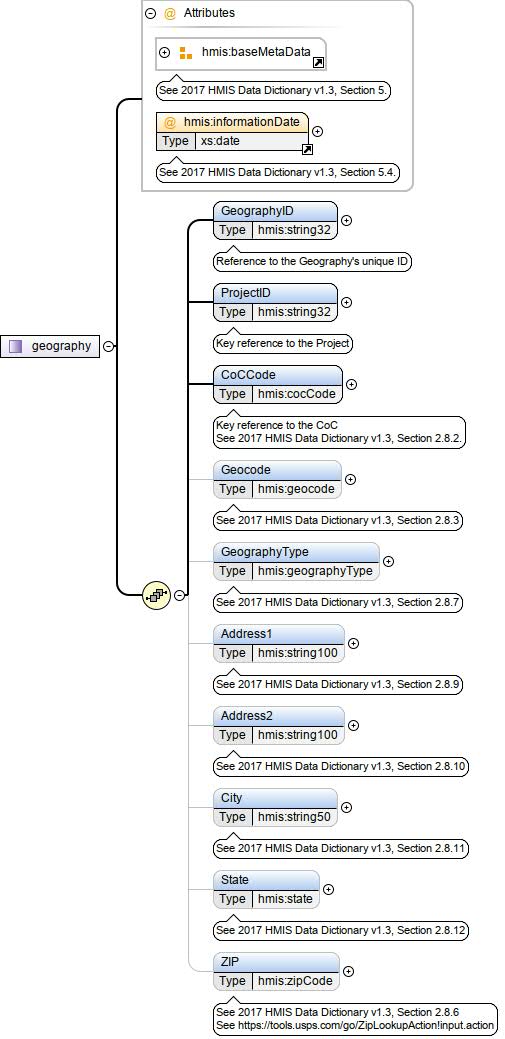 @ Attributes
hmis:baseMetaData
See 2017 HMIS Data Dictionary v1.3, Section 5.
@ hmis:informationDate
Type xs:date
See 2017 HMIS Data Dictionary v1.3, Section 5.4.
geography
GeographyID
Type hmis:string32
Reference to the Geography's unique ID
ProjectID
Type hmis:string32
Key reference to the Project
CoCCode
Type hmis:cocCode
Key reference to the CoC
See 2017 HMIS Data Dictionary v1.3, Section 2.8.2.
Geocode
Type hmis:geocode
See 2017 HMIS Data Dictionary v1.3, Section 2.8.3
GeographyType
Type hmis:geographyType
See 2017 HMIS Data Dictionary v1.3, Section 2.8.7
Address1
Type hmis:string100
See 2017 HMIS Data Dictionary v1.3, Section 2.8.9
Address2
Type hmis:string100
See 2017 HMIS Data Dictionary v1.3, Section 2.8.10
City
Type hmis:string50
See 2017 HMIS Data Dictionary v1.3, Section 2.8.11
State
Type hmis:state
See 2017 HMIS Data Dictionary v1.3, Section 2.8.12
ZIP
Type hmis:zipCode
See 2017 HMIS Data Dictionary v1.3, Section 2.8.6
See https://tools.usps.com/go/ZipLookupAction!input.action